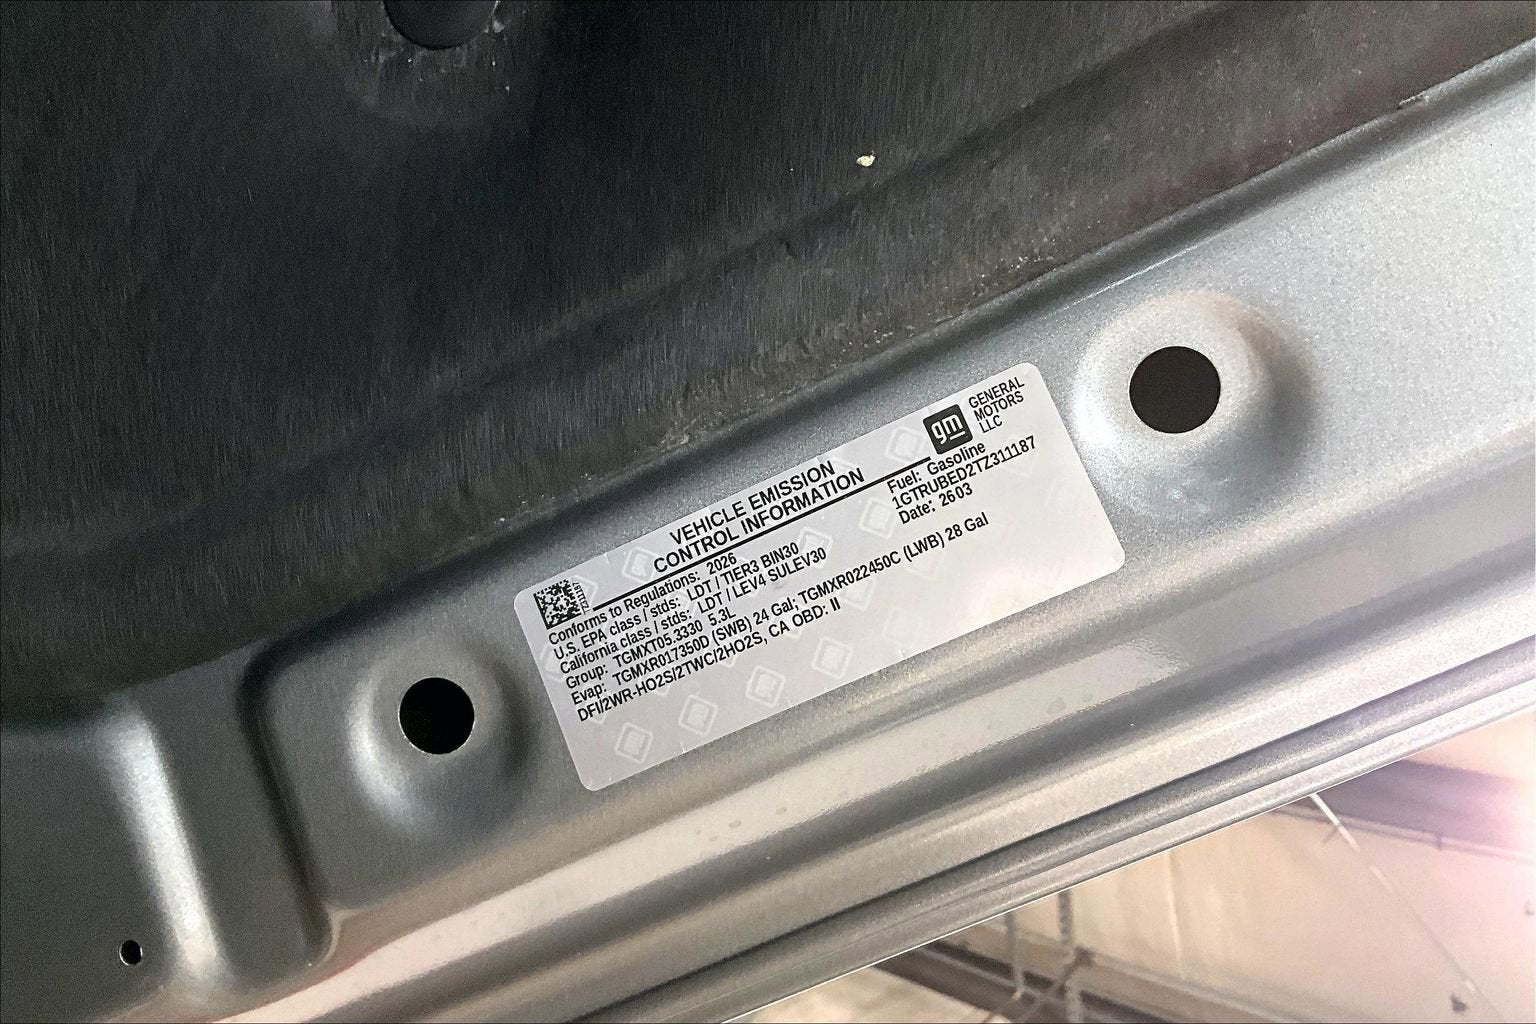 VEHICLE EMISSION
CONTROL INFORMATION
gm GENERAL
MOTORS
LLC
Fuel: Gasoline
1GTRUBED2TZ311187
Date: 2603
Conforms to Regulations: 2026
U.S. EPA class / stds: LDT / TIER3 BIN30
California class / stds: LDT / LEV4 SULEV30
Group: TGMXT05.3330 5.3L
Evap: TGMXR017350D (SWB) 24 Gal; TGMXR022450C (LWB) 28 Gal
DFI/2WR-HO2S/2TWC/2HO2S, CA OBD: II